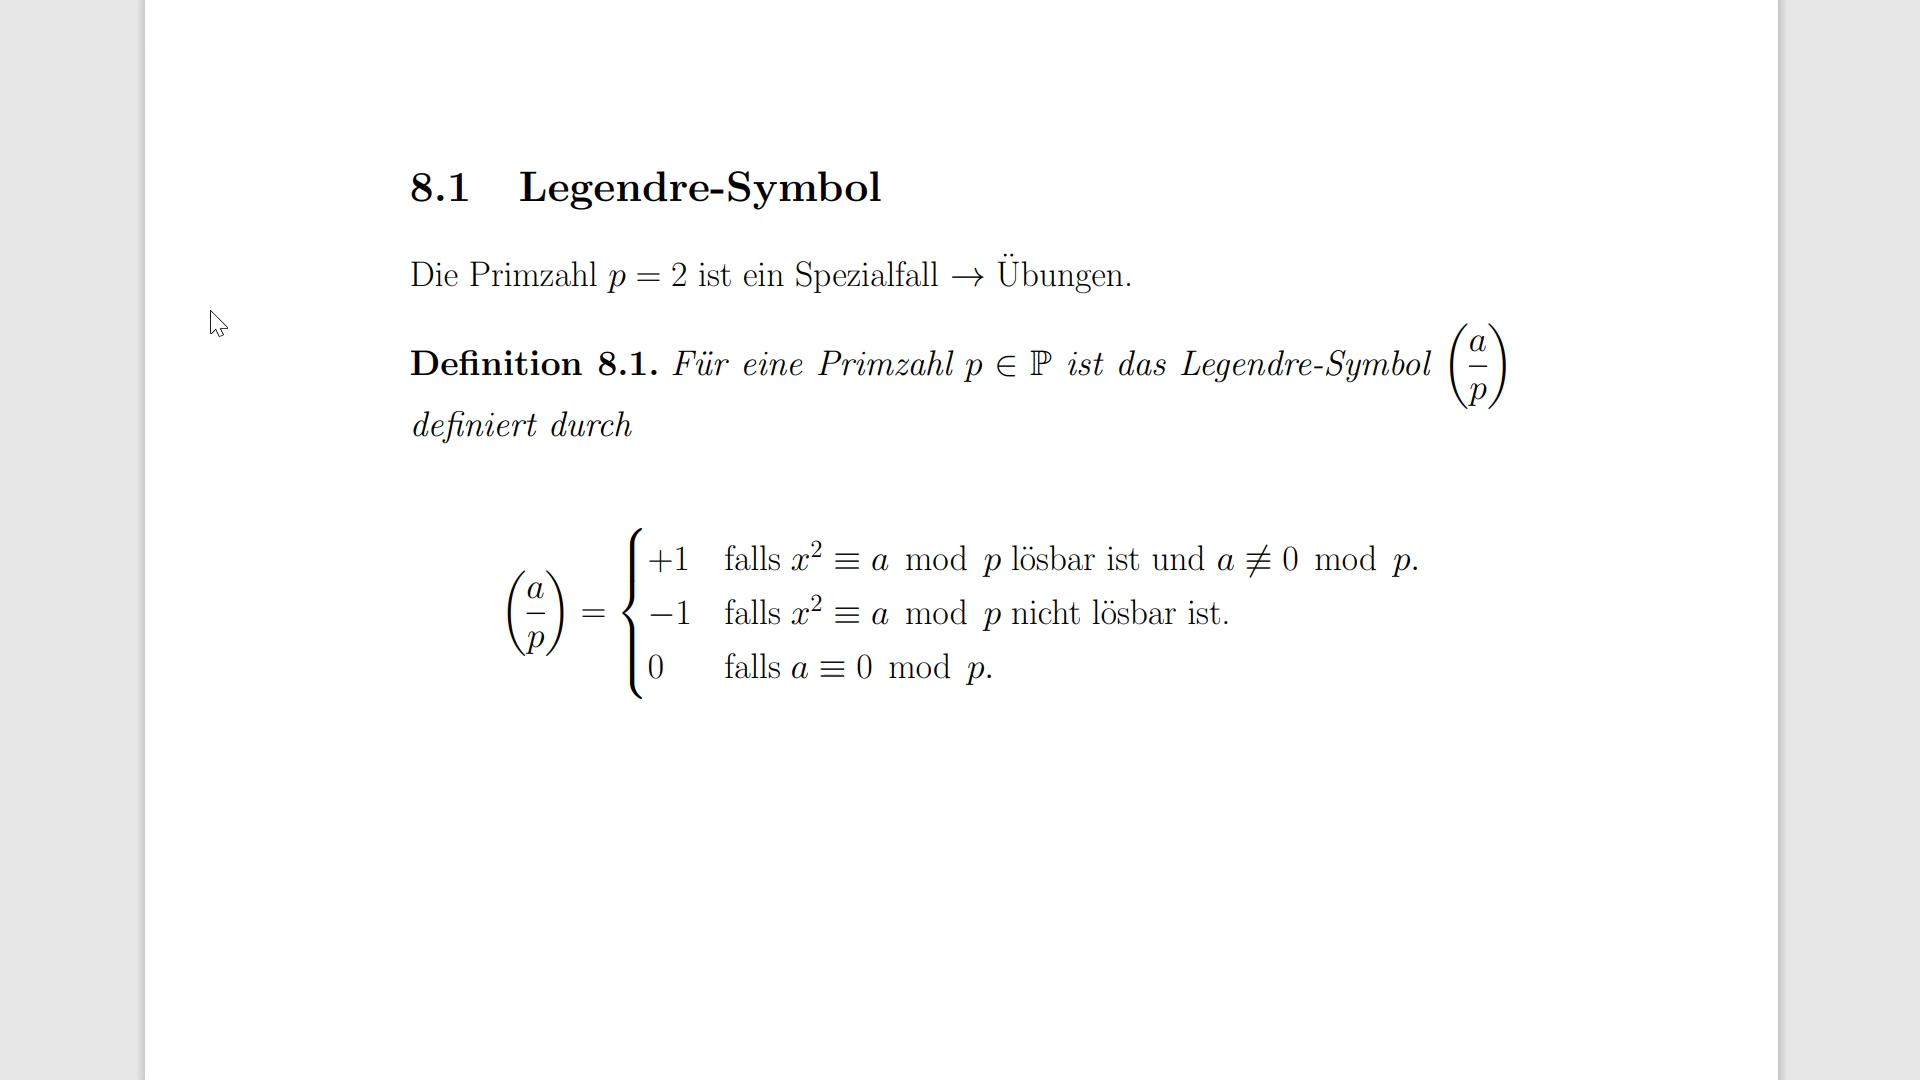 8.1 Legendre-Symbol
Die Primzahl p = 2 ist ein Spezialfall → Übungen.
Definition 8.1. Für eine Primzahl p ∈ ℙ ist das Legendre-Symbol (a/p)
definiert durch
(a/p) = { +1 falls x² ≡ a mod p lösbar ist und a ≢ 0 mod p.
−1 falls x² ≡ a mod p nicht lösbar ist.
0 falls a ≡ 0 mod p.